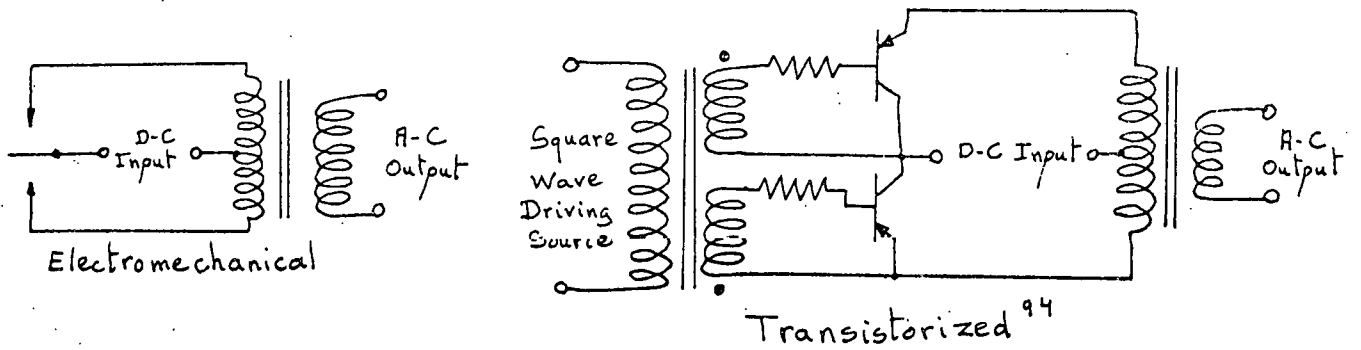 D-C
Input
A-C
Output
Electromechanical
Square
Wave
Driving
Source
D-C Input
A-C
Output
Transistorized 94